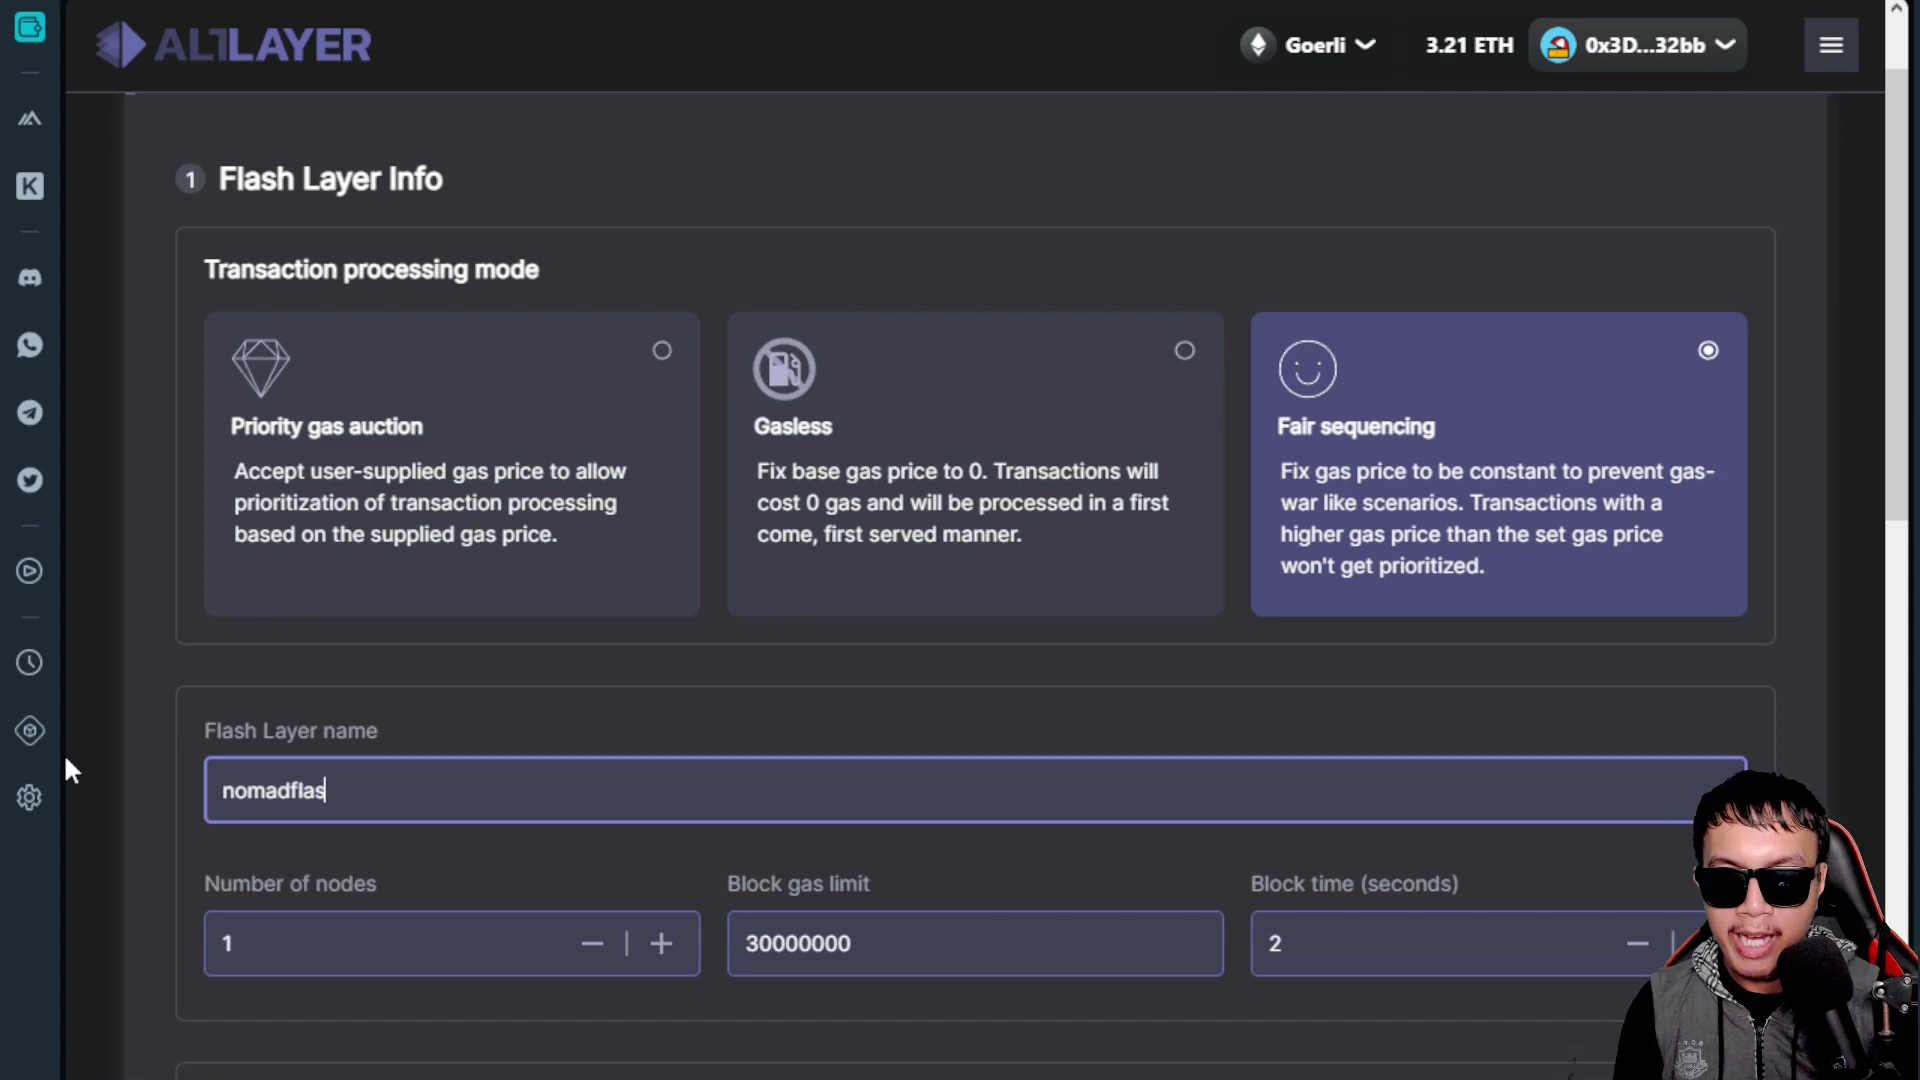 ALTLAYER
Goerli
3.21 ETH
0x3D...32bb
K
1 Flash Layer Info
Transaction processing mode
Priority gas auction
Accept user-supplied gas price to allow
prioritization of transaction processing
based on the supplied gas price.
Gasless
Fix base gas price to 0. Transactions will
cost 0 gas and will be processed in a first
come, first served manner.
Fair sequencing
Fix gas price to be constant to prevent gas-
war like scenarios. Transactions with a
higher gas price than the set gas price
won't get prioritized.
Flash Layer name
nomadflas
Number of nodes
1
Block gas limit
30000000
Block time (seconds)
2